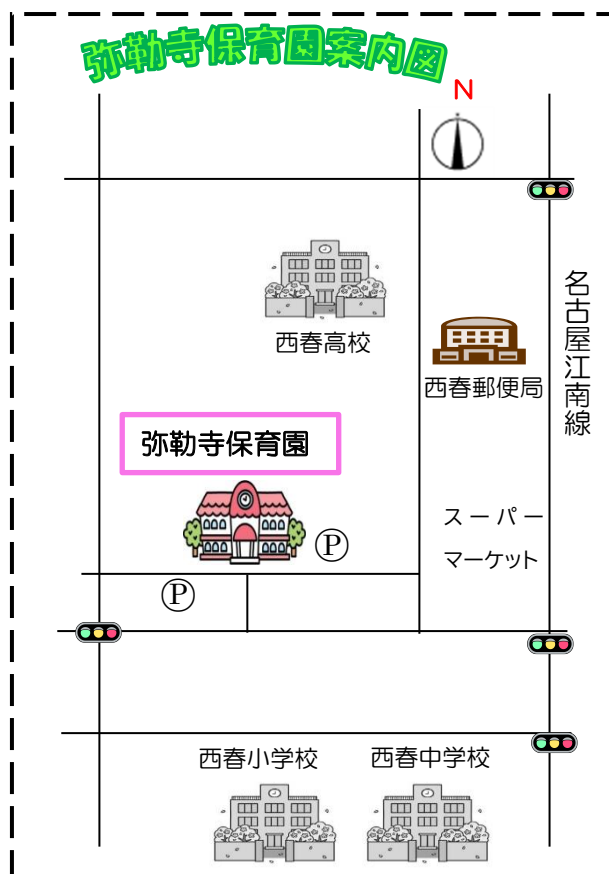 弥勒寺保育園案内図
N
西春高校
名古屋江南線
西春郵便局
弥勒寺保育園
スーパー
マーケット
Ⓟ
Ⓟ
西春小学校
西春中学校